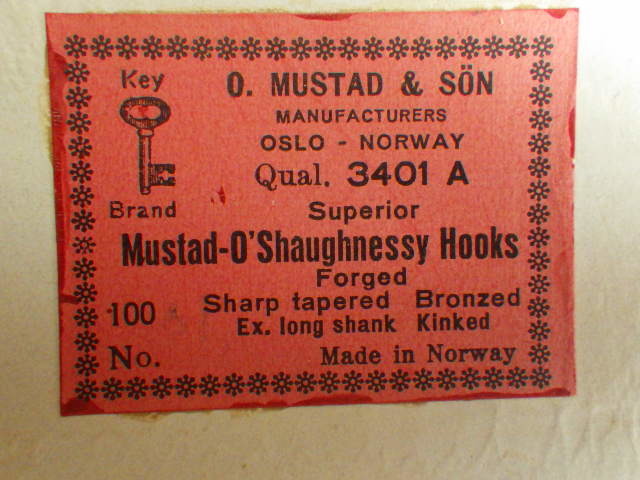 Key
Brand
O. MUSTAD & SÖN
MANUFACTURERS
OSLO - NORWAY
Qual. 3401 A
Superior
Mustad-O'Shaughnessy Hooks
Forged
Sharp tapered Bronzed
Ex. long shank Kinked
100
No.
Made in Norway